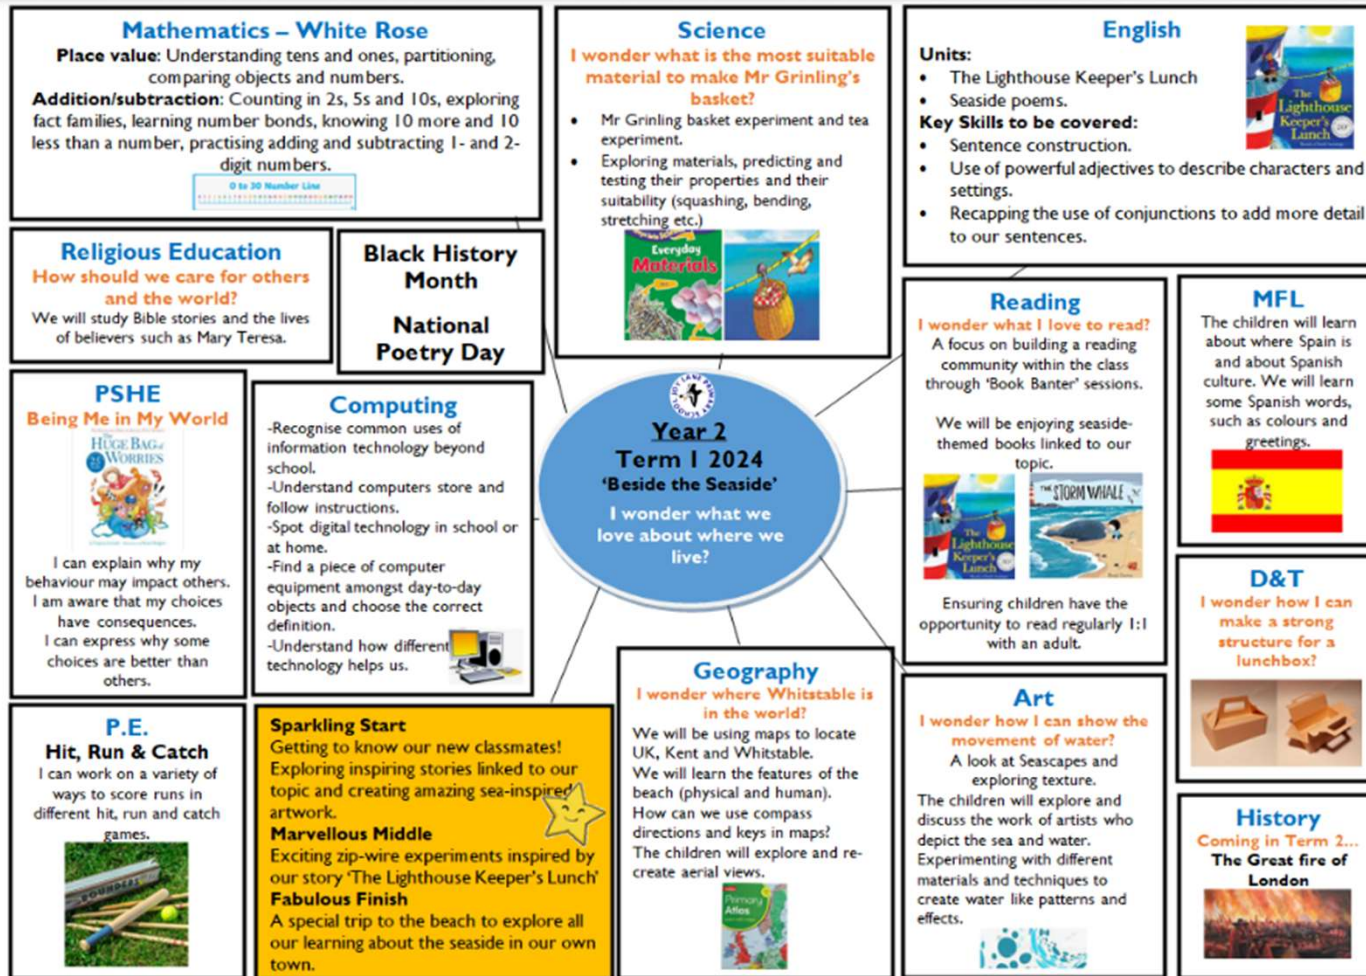 Mathematics – White Rose
Place value: Understanding tens and ones, partitioning,
comparing objects and numbers.
Addition/subtraction: Counting in 2s, 5s and 10s, exploring
fact families, learning number bonds, knowing 10 more and 10
less than a number, practising adding and subtracting 1- and 2-
digit numbers.
0 to 30 Number Line
Science
I wonder what is the most suitable
material to make Mr Grinling's
basket?
• Mr Grinling basket experiment and tea
experiment.
• Exploring materials, predicting and
testing their properties and their
suitability (squashing, bending,
stretching etc.)
Everyday
Materials
English
Units:
• The Lighthouse Keeper's Lunch
• Seaside poems.
Key Skills to be covered:
• Sentence construction.
• Use of powerful adjectives to describe characters and
settings.
• Recapping the use of conjunctions to add more detail
to our sentences.
The
Lighthouse
Keeper's
Lunch
Religious Education
How should we care for others
and the world?
We will study Bible stories and the lives
of believers such as Mary Teresa.
Black History
Month
National
Poetry Day
PSHE
Being Me in My World
HUGE BAG of
WORRIES
I can explain why my
behaviour may impact others.
I am aware that my choices
have consequences.
I can express why some
choices are better than
others.
Computing
-Recognise common uses of
information technology beyond
school.
-Understand computers store and
follow instructions.
-Spot digital technology in school or
at home.
-Find a piece of computer
equipment amongst day-to-day
objects and choose the correct
definition.
-Understand how different
technology helps us.
JOY LANE PRIMARY SCHOOL
Year 2
Term 1 2024
'Beside the Seaside'
I wonder what we
love about where we
live?
Reading
I wonder what I love to read?
A focus on building a reading
community within the class
through 'Book Banter' sessions.
We will be enjoying seaside-
themed books linked to our
topic.
The
Lighthouse
Keeper's
Lunch
THE STORM WHALE
Ensuring children have the
opportunity to read regularly 1:1
with an adult.
MFL
The children will learn
about where Spain is
and about Spanish
culture. We will learn
some Spanish words,
such as colours and
greetings.
D&T
I wonder how I can
make a strong
structure for a
lunchbox?
P.E.
Hit, Run & Catch
I can work on a variety of
ways to score runs in
different hit, run and catch
games.
ROUNDERS
Sparkling Start
Getting to know our new classmates!
Exploring inspiring stories linked to our
topic and creating amazing sea-inspired
artwork.
Marvellous Middle
Exciting zip-wire experiments inspired by
our story 'The Lighthouse Keeper's Lunch'
Fabulous Finish
A special trip to the beach to explore all
our learning about the seaside in our own
town.
Geography
I wonder where Whitstable is
in the world?
We will be using maps to locate
UK, Kent and Whitstable.
We will learn the features of the
beach (physical and human).
How can we use compass
directions and keys in maps?
The children will explore and re-
create aerial views.
Primary
Atlas
Art
I wonder how I can show the
movement of water?
A look at Seascapes and
exploring texture.
The children will explore and
discuss the work of artists who
depict the sea and water.
Experimenting with different
materials and techniques to
create water like patterns and
effects.
History
Coming in Term 2...
The Great fire of
London